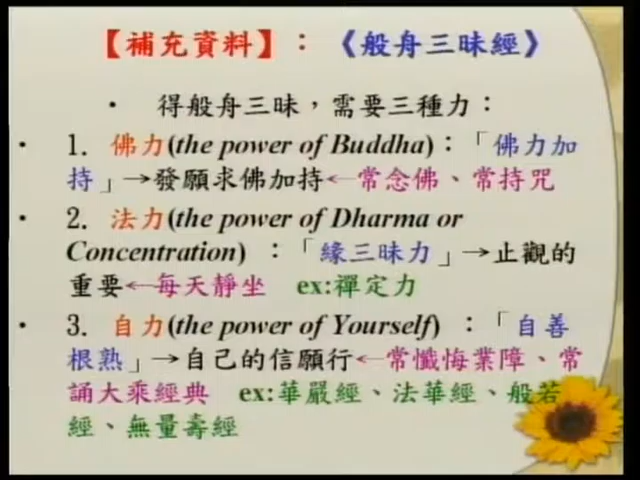 【補充資料】：《般舟三昧經》
• 得般舟三昧，需要三種力：
• 1. 佛力(the power of Buddha)：「佛力加
持」→發願求佛加持←常念佛、常持咒
• 2. 法力(the power of Dharma or
Concentration) ：「緣三昧力」→止觀的
重要←每天靜坐 ex:禪定力
• 3. 自力(the power of Yourself) ：「自善
根熟」→自己的信願行←常懺悔業障、常
誦大乘經典 ex:華嚴經、法華經、般若
經、無量壽經